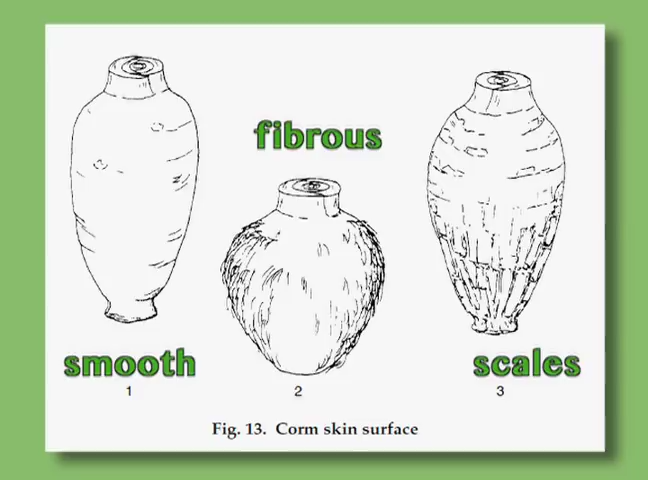 fibrous
smooth
scales
1
2
3
Fig. 13. Corm skin surface